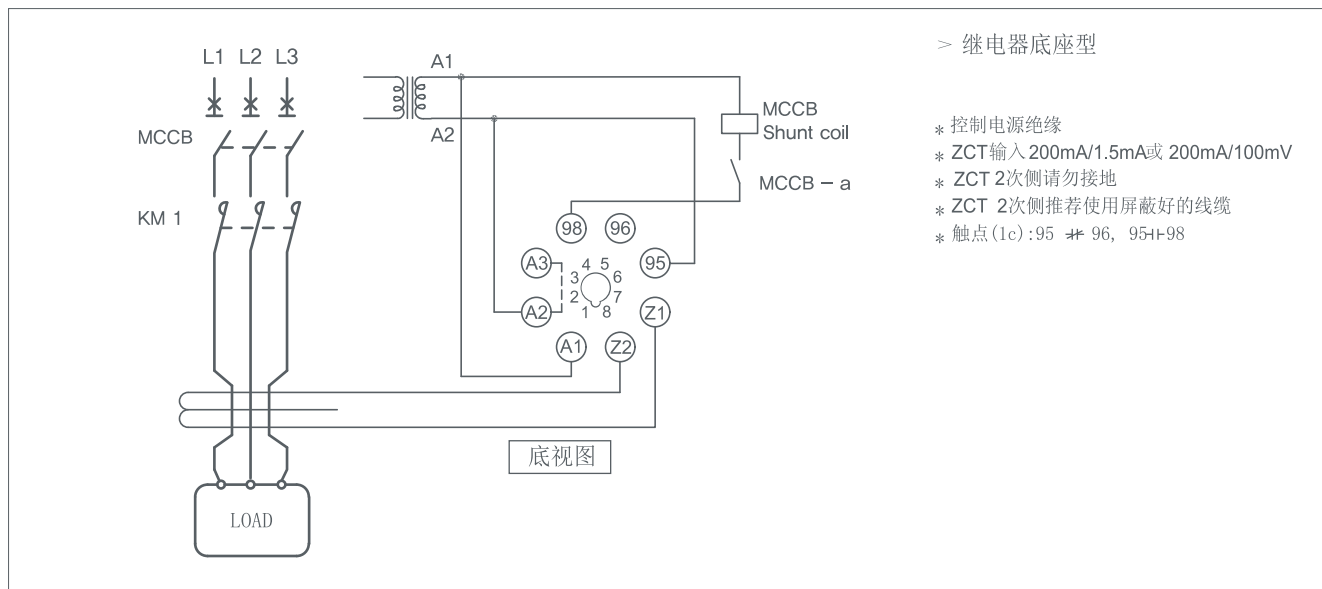 L1 L2 L3
MCCB
KM 1
A1
A2
MCCB
Shunt coil
MCCB - a
98 96
A3 95
4 5
3 6
2 7
1 8
A2 Z1
A1 Z2
底视图
LOAD
> 继电器底座型
* 控制电源绝缘
* ZCT输入200mA/1.5mA或 200mA/100mV
* ZCT 2次侧请勿接地
* ZCT 2次侧推荐使用屏蔽好的线缆
* 触点(1c):95 96, 95 98